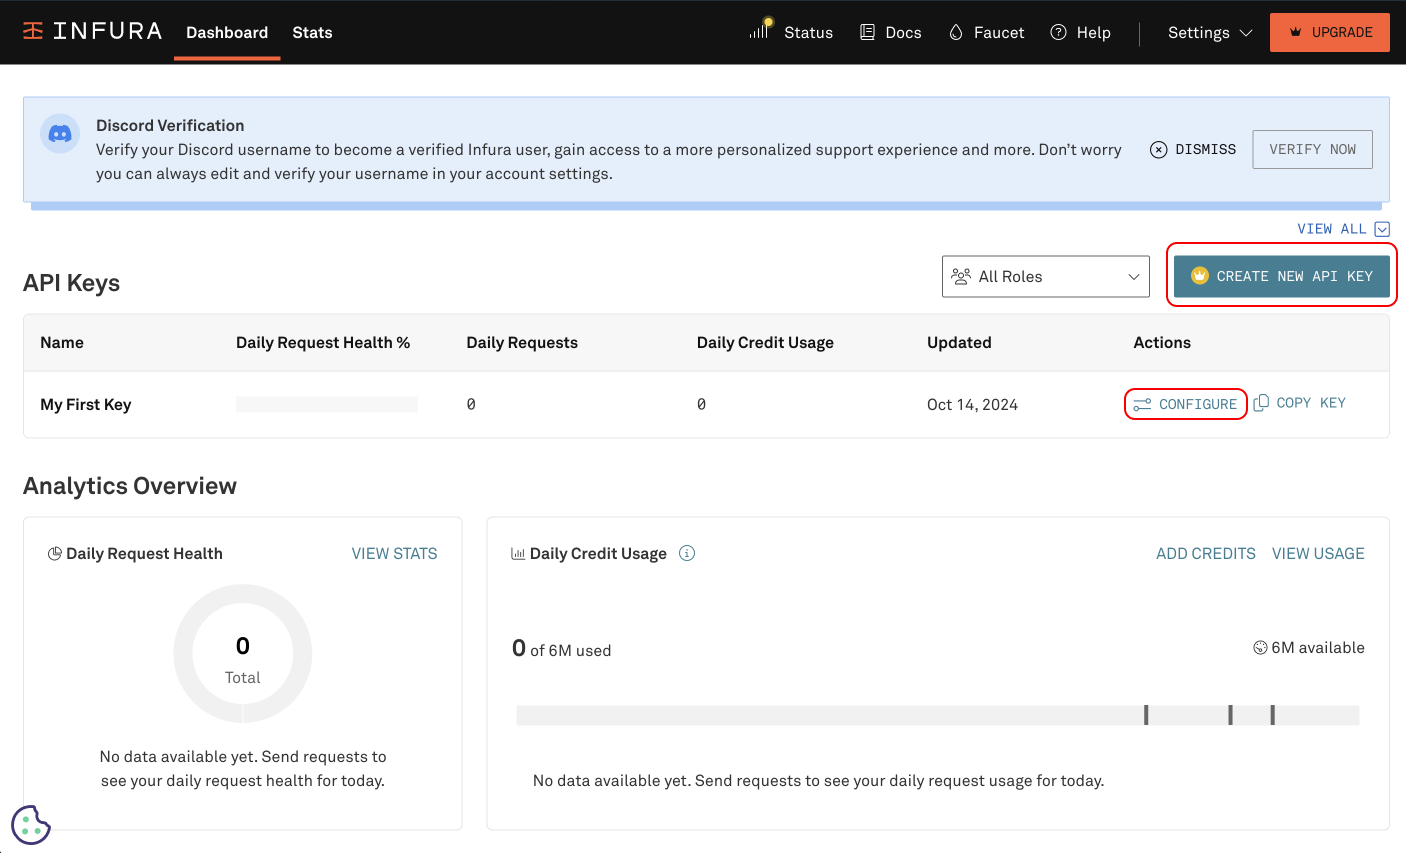 INFURA Dashboard Stats Status Docs Faucet Help Settings UPGRADE
Discord Verification
Verify your Discord username to become a verified Infura user, gain access to a more personalized support experience and more. Don't worry
you can always edit and verify your username in your account settings.
DISMISS VERIFY NOW
VIEW ALL
API Keys All Roles CREATE NEW API KEY
Name Daily Request Health % Daily Requests Daily Credit Usage Updated Actions
My First Key 0 0 Oct 14, 2024 CONFIGURE COPY KEY
Analytics Overview
Daily Request Health VIEW STATS
0
Total
No data available yet. Send requests to
see your daily request health for today.
Daily Credit Usage ADD CREDITS VIEW USAGE
0 of 6M used 6M available
No data available yet. Send requests to see your daily request usage for today.